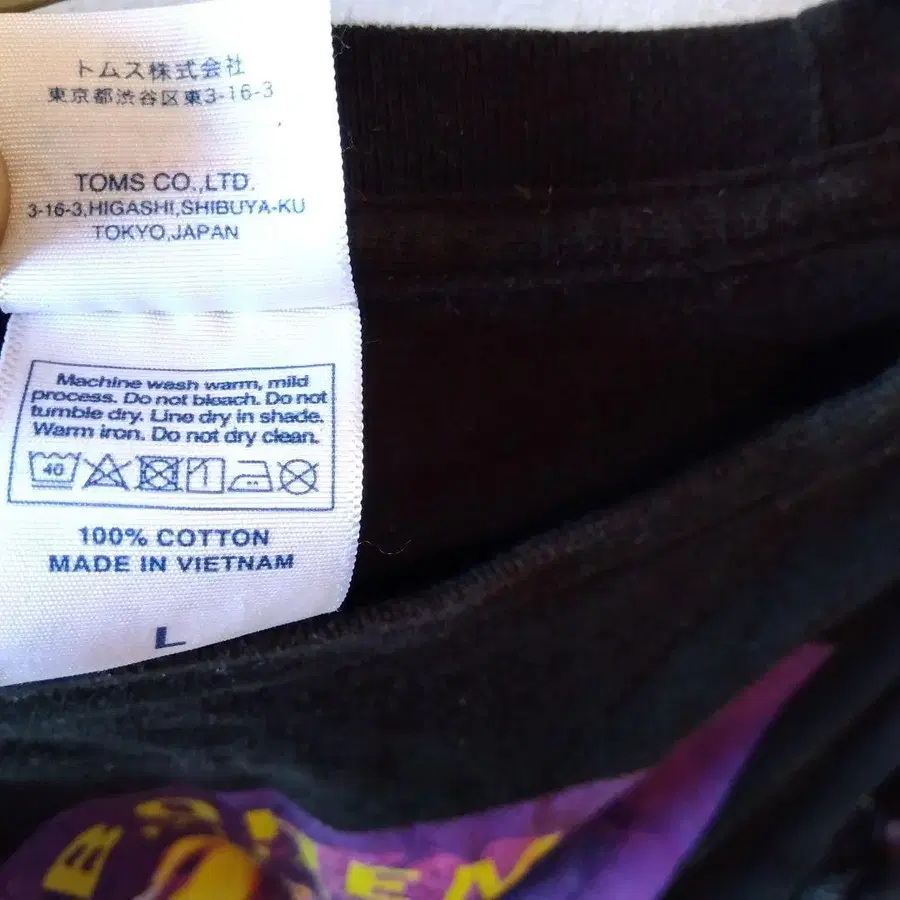 トムス株式会社
東京都渋谷区東3-16-3
TOMS CO.,LTD.
3-16-3,HIGASHI,SHIBUYA-KU
TOKYO,JAPAN
Machine wash warm, mild
process. Do not bleach. Do not
tumble dry. Line dry in shade.
Warm iron. Do not dry clean.
40
100% COTTON
MADE IN VIETNAM
L